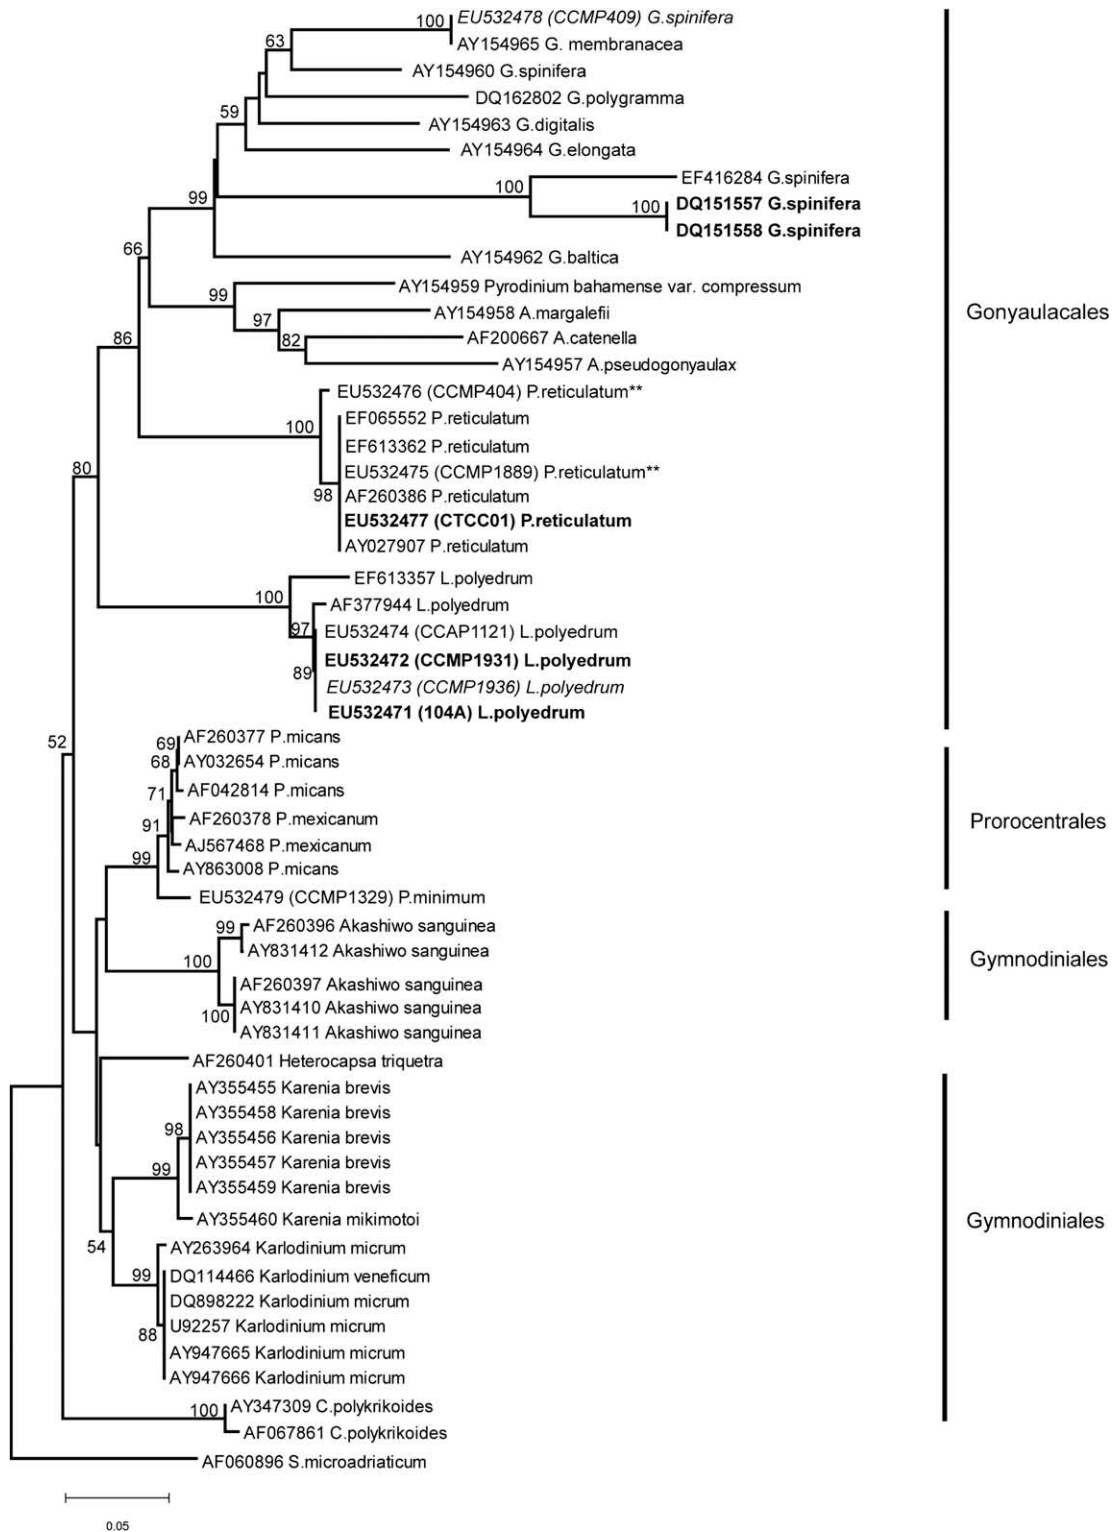 EU532478 (CCMP409) G.spinifera
100
AY154965 G. membranacea
63
AY154960 G.spinifera
DQ162802 G.polygramma
59
AY154963 G.digitalis
AY154964 G.elongata
EF416284 G.spinifera
100
99
100
DQ151557 G.spinifera
DQ151558 G.spinifera
66
AY154962 G.baltica
99
AY154959 Pyrodinium bahamense var. compressum
Gonyaulacales
97
AY154958 A.margalefii
86
82
AF200667 A.catenella
AY154957 A.pseudogonyaulax
EU532476 (CCMP404) P.reticulatum**
100
EF065552 P.reticulatum
EF613362 P.reticulatum
80
EU532475 (CCMP1889) P.reticulatum**
98
AF260386 P.reticulatum
EU532477 (CTCC01) P.reticulatum
AY027907 P.reticulatum
EF613357 L.polyedrum
100
AF377944 L.polyedrum
97
EU532474 (CCAP1121) L.polyedrum
EU532472 (CCMP1931) L.polyedrum
89
EU532473 (CCMP1936) L.polyedrum
EU532471 (104A) L.polyedrum
52
69
AF260377 P.micans
68
AY032654 P.micans
71
AF042814 P.micans
AF260378 P.mexicanum
Prorocentrales
91
AJ567468 P.mexicanum
99
AY863008 P.micans
EU532479 (CCMP1329) P.minimum
99
AF260396 Akashiwo sanguinea
AY831412 Akashiwo sanguinea
Gymnodiniales
100
AF260397 Akashiwo sanguinea
AY831410 Akashiwo sanguinea
100
AY831411 Akashiwo sanguinea
AF260401 Heterocapsa triquetra
AY355455 Karenia brevis
AY355458 Karenia brevis
98
AY355456 Karenia brevis
AY355457 Karenia brevis
99
AY355459 Karenia brevis
AY355460 Karenia mikimotoi
Gymnodiniales
54
AY263964 Karlodinium micrum
99
DQ114466 Karlodinium veneficum
DQ898222 Karlodinium micrum
88
U92257 Karlodinium micrum
AY947665 Karlodinium micrum
AY947666 Karlodinium micrum
100
AY347309 C.polykrikoides
AF067861 C.polykrikoides
AF060896 S.microadriaticum
0.05